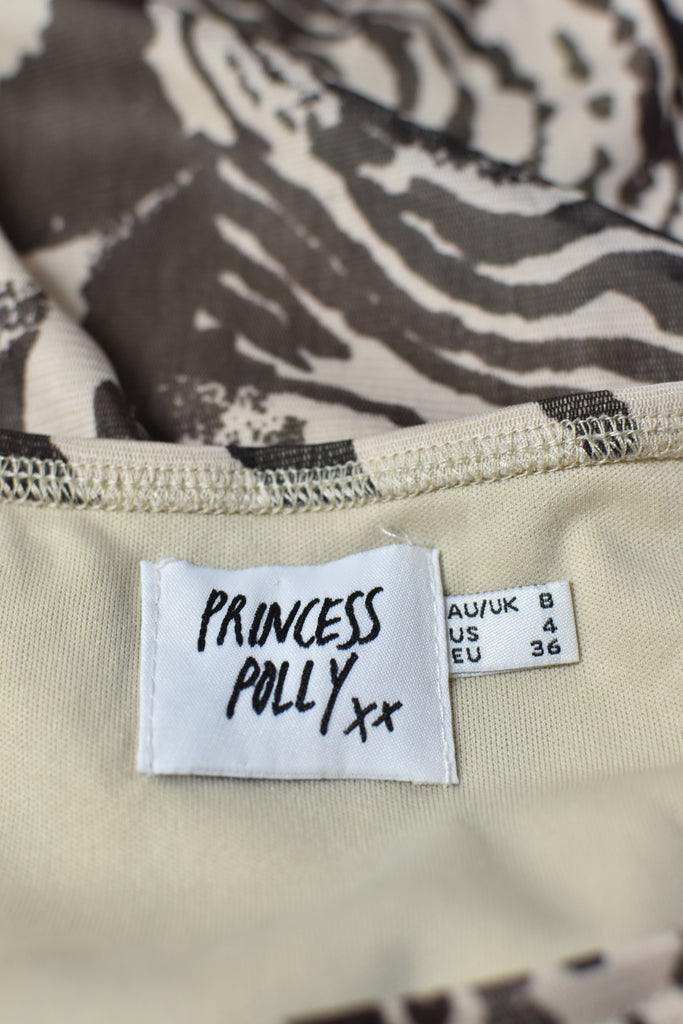 PRINCESS
POLLY xx
AU/UK 8
US 4
EU 36